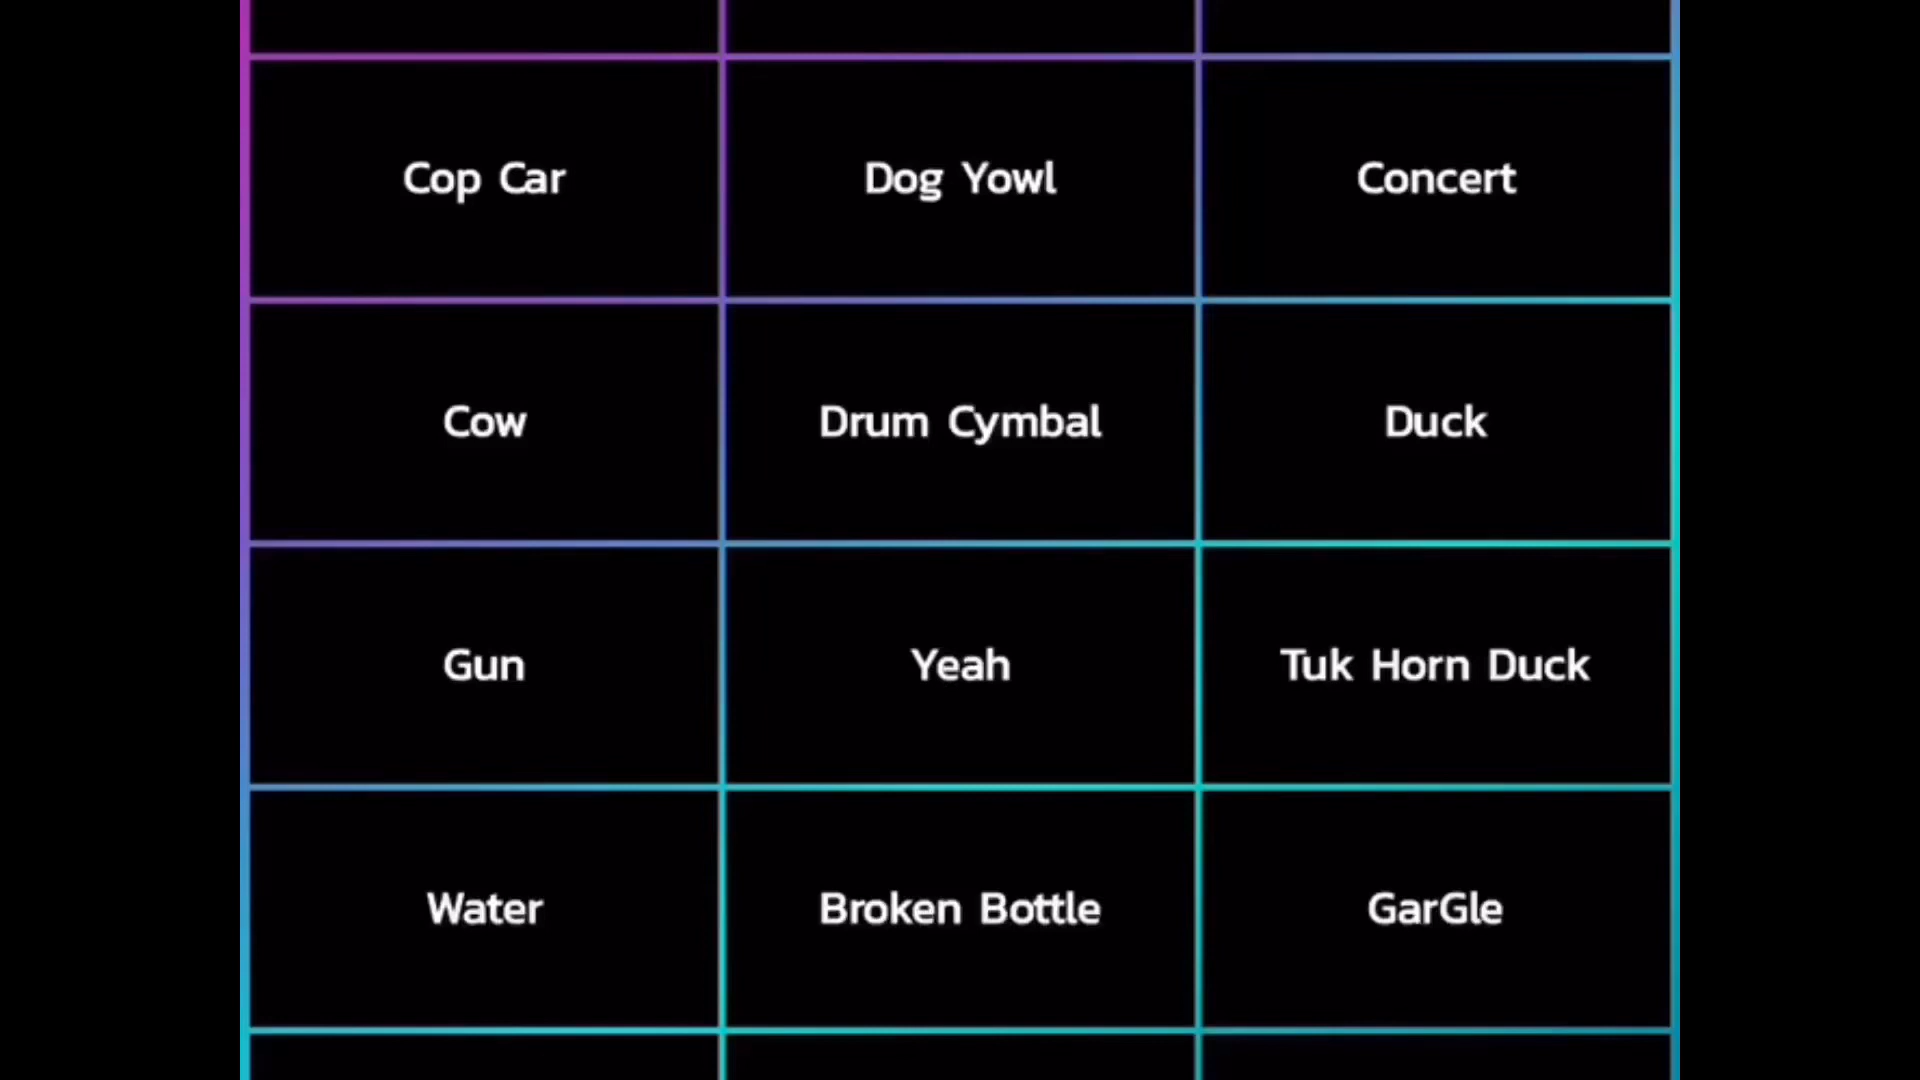 Cop Car
Dog Yowl
Concert
Cow
Drum Cymbal
Duck
Gun
Yeah
Tuk Horn Duck
Water
Broken Bottle
GarGle